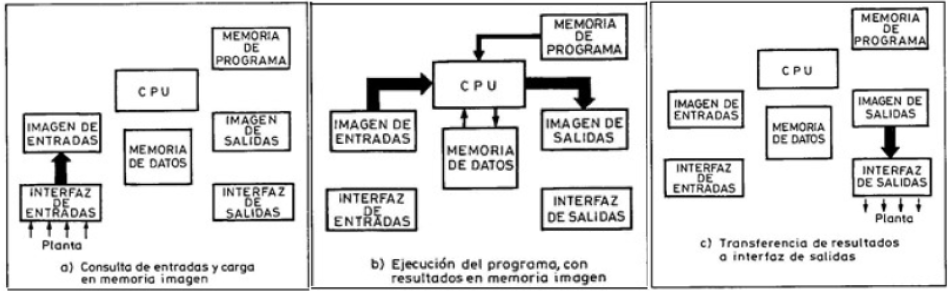 MEMORIA
DE
PROGRAMA
CPU
IMAGEN DE
ENTRADAS
MEMORIA
DE DATOS
IMAGEN
DE
SALIDAS
INTERFAZ
DE
ENTRADAS
INTERFAZ
DE
SALIDAS
Planta
a) Consulta de entradas y carga
en memoria imagen
MEMORIA
DE
PROGRAMA
CPU
IMAGEN DE
ENTRADAS
MEMORIA
DE DATOS
IMAGEN DE
SALIDAS
INTERFAZ
DE
ENTRADAS
INTERFAZ
DE SALIDAS
b) Ejecución del programa, con
resultados en memoria imagen
MEMORIA
DE
PROGRAMA
CPU
IMAGEN DE
ENTRADAS
MEMORIA
DE DATOS
IMAGEN DE
SALIDAS
INTERFAZ
DE
ENTRADAS
INTERFAZ
DE SALIDAS
Planta
c) Transferencia de resultados
a interfaz de salidas